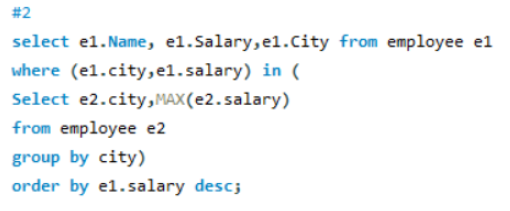 #2
select e1.Name, e1.Salary,e1.City from employee e1
where (e1.city,e1.salary) in (
Select e2.city,MAX(e2.salary)
from employee e2
group by city)
order by e1.salary desc;